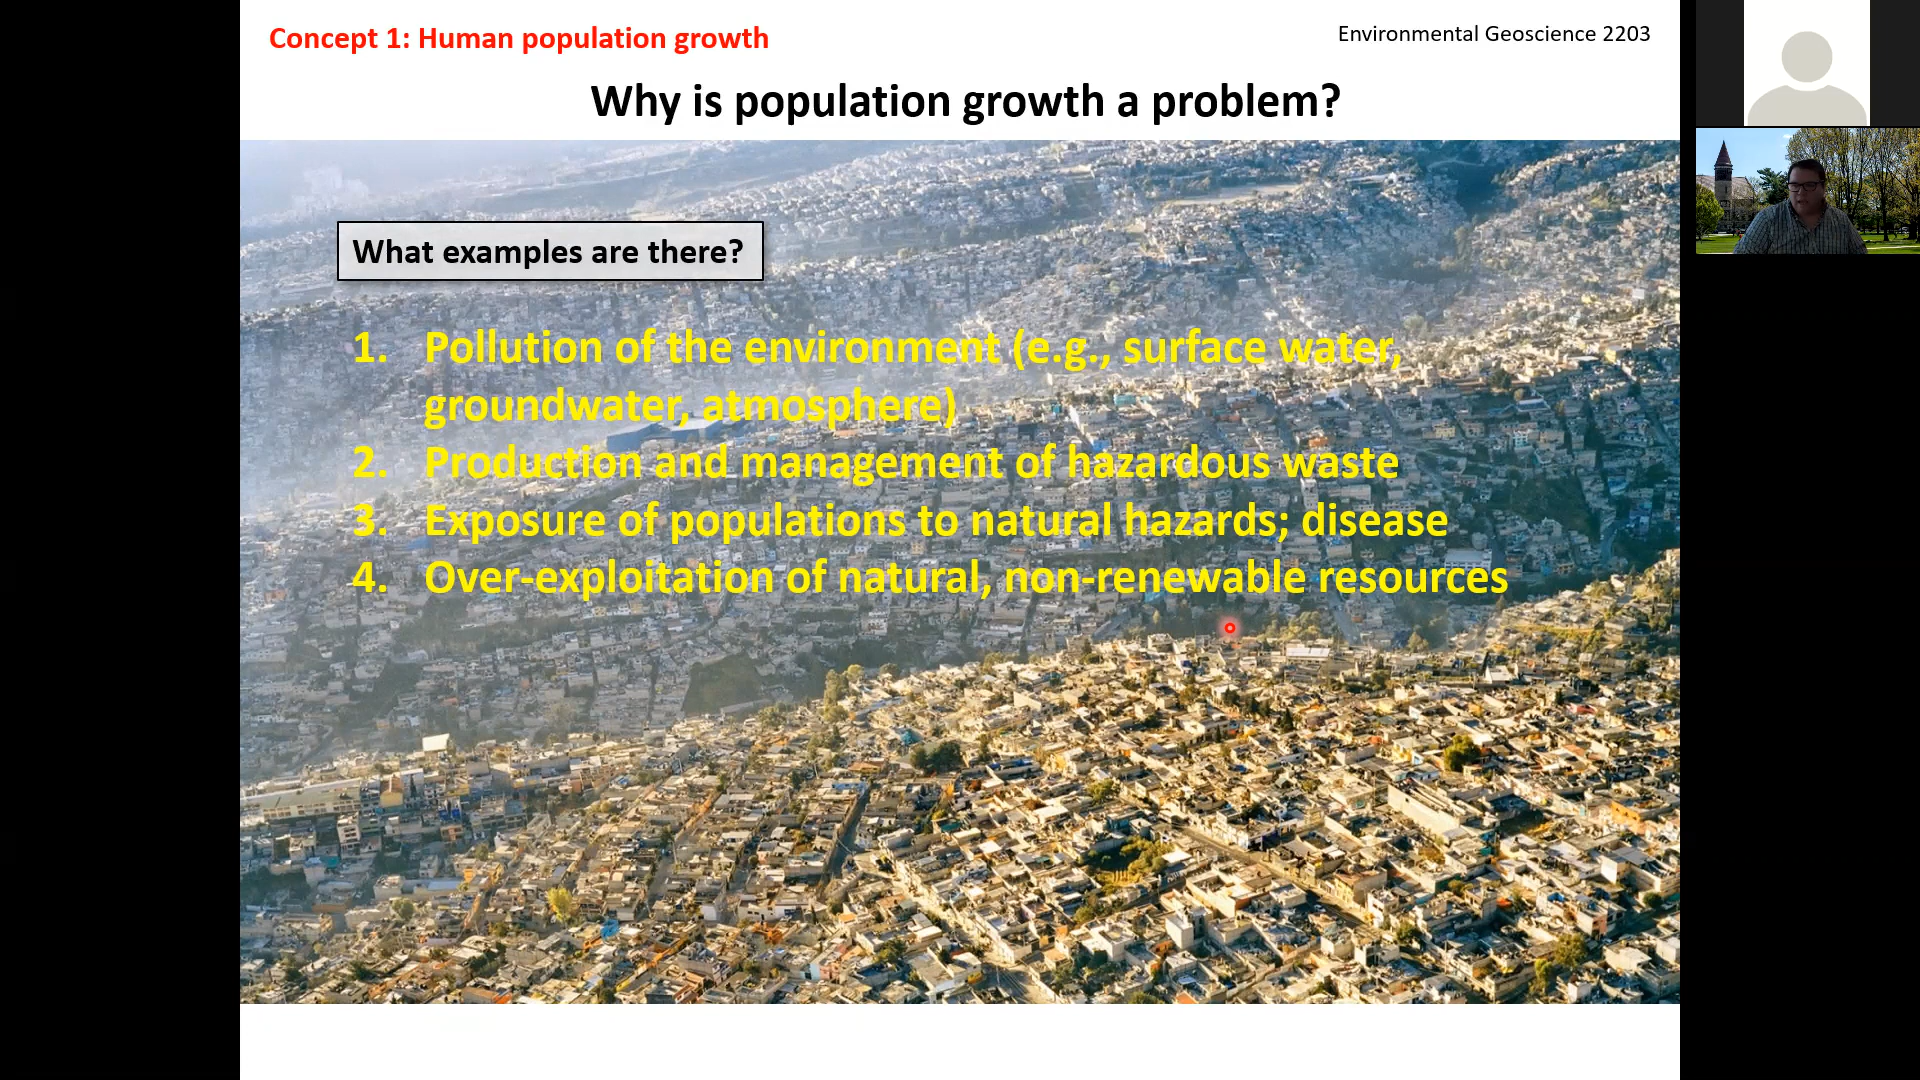 Concept 1: Human population growth
Environmental Geoscience 2203
Why is population growth a problem?
What examples are there?
1. Pollution of the environment (e.g., surface water,
groundwater, atmosphere)
2. Production and management of hazardous waste
3. Exposure of populations to natural hazards; disease
4. Over-exploitation of natural, non-renewable resources